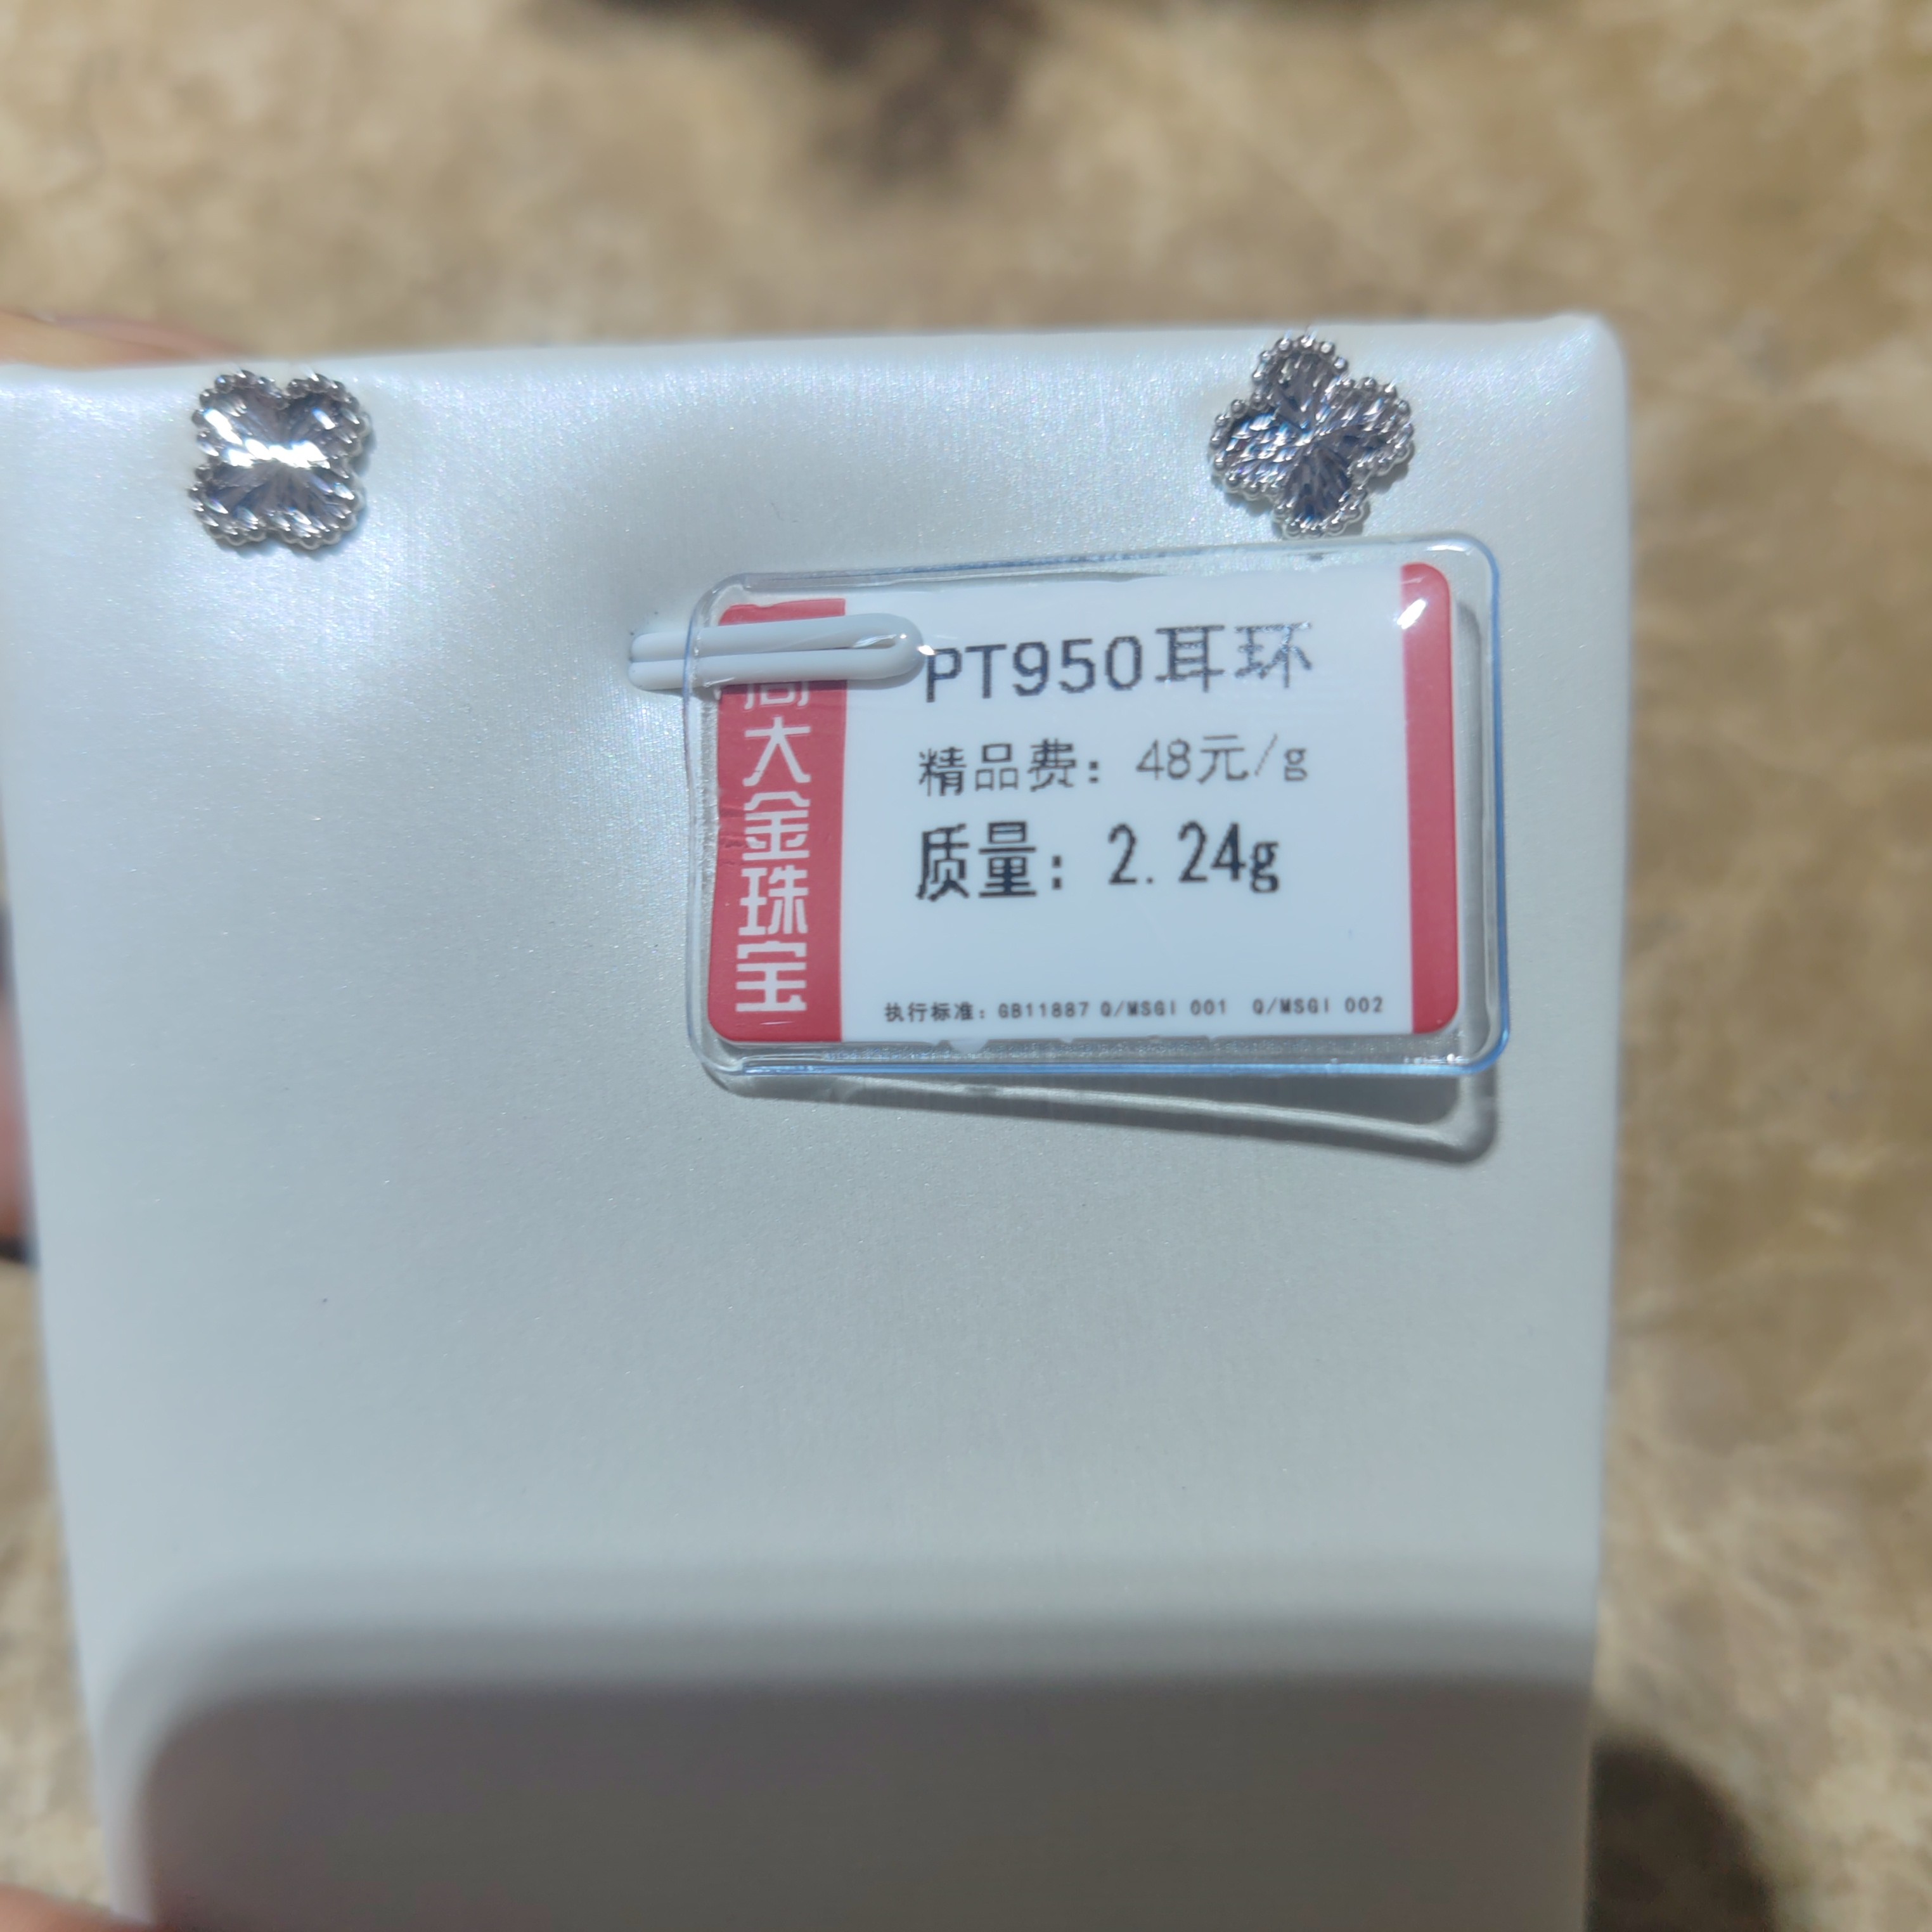 周大金珠宝
PT950耳环
精品费：48元/g
质量：2.24g
执行标准：GB11887 Q/MSGI 001 Q/MSGI 002